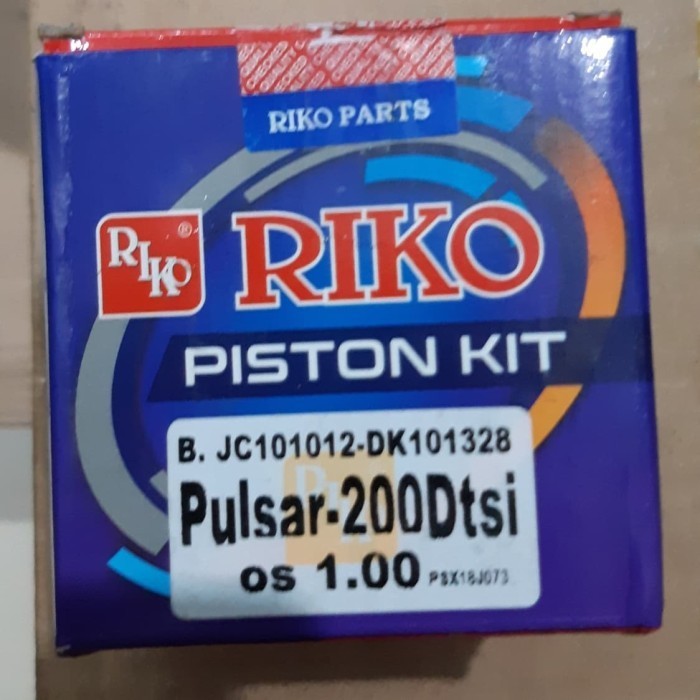 RIKO PARTS
RIKO®
RIKO
PISTON KIT
B. JC101012-DK101328
Pulsar-200Dtsi
os 1.00 PSX18J073